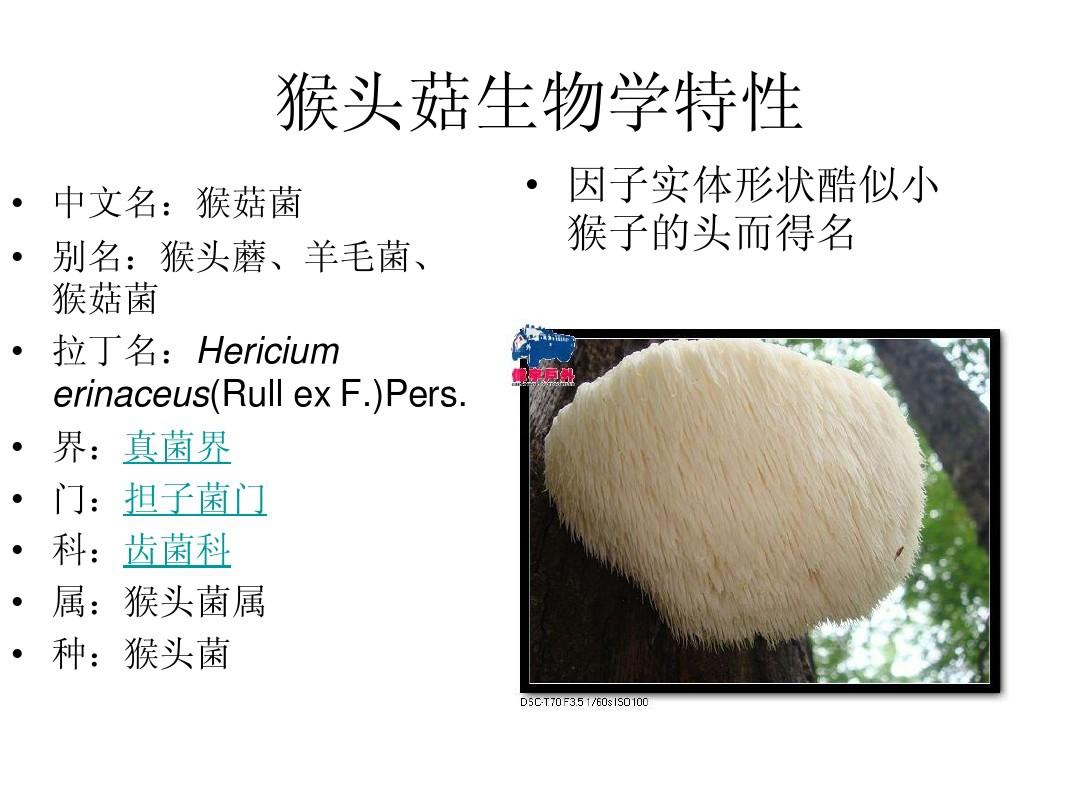 猴头菇生物学特性
• 中文名：猴菇菌
• 别名：猴头蘑、羊毛菌、
猴菇菌
• 拉丁名：Hericium
erinaceus(Rull ex F.)Pers.
• 界：真菌界
• 门：担子菌门
• 科：齿菌科
• 属：猴头菌属
• 种：猴头菌
• 因子实体形状酷似小
猴子的头而得名
DSC-T70 F3.5 1/60s ISO100